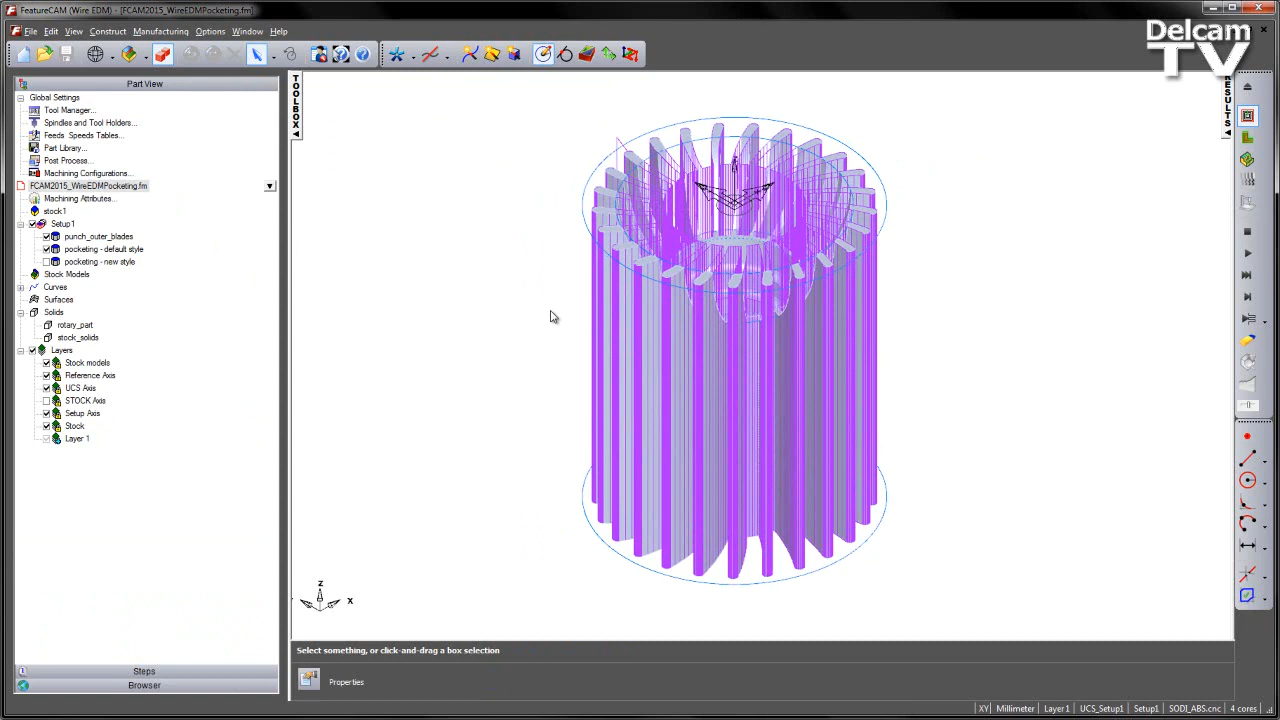 FeatureCAM (Wire EDM) - [FCAM2015_WireEDMPocketing.fm]
File Edit View Construct Manufacturing Options Window Help
Delcam
TV
Part View
Global Settings
Tool Manager...
Spindles and Tool Holders...
Feeds Speeds Tables...
Part Library...
Post Process...
Machining Configurations...
FCAM2015_WireEDMPocketing.fm
Machining Attributes...
stock1
Setup1
punch_outer_blades
pocketing - default style
pocketing - new style
Stock Models
Curves
Surfaces
Solids
rotary_part
stock_solids
Layers
Stock models
Reference Axis
UCS Axis
STOCK Axis
Setup Axis
Stock
Layer 1
Steps
Browser
TOOLBOX
RESULTS
Z
X
Select something, or click-and-drag a box selection
Properties
XY Millimeter Layer1 UCS_Setup1 Setup1 SODI_ABS.cnc 4 cores